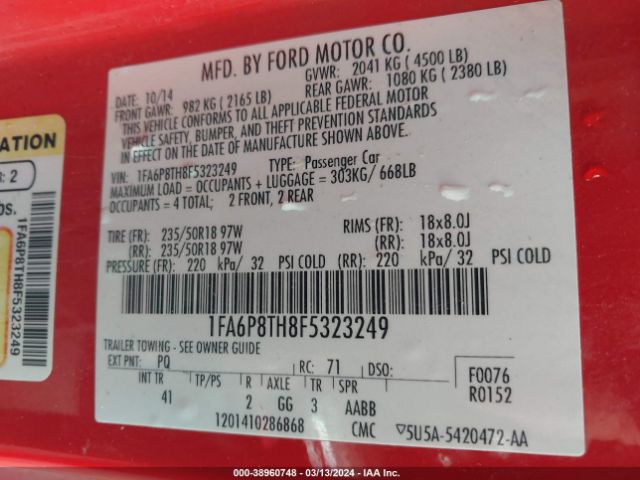 MFD. BY FORD MOTOR CO.
DATE: 10/14 GVWR: 2041 KG ( 4500 LB)
FRONT GAWR: 982 KG ( 2165 LB) REAR GAWR: 1080 KG ( 2380 LB)
THIS VEHICLE CONFORMS TO ALL APPLICABLE FEDERAL MOTOR
VEHICLE SAFETY, BUMPER, AND THEFT PREVENTION STANDARDS
IN EFFECT ON THE DATE OF MANUFACTURE SHOWN ABOVE.
VIN: 1FA6P8TH8F5323249 TYPE: Passenger Car
MAXIMUM LOAD = OCCUPANTS + LUGGAGE = 303KG/ 668LB
OCCUPANTS = 4 TOTAL; 2 FRONT, 2 REAR
TIRE (FR): 235/50R18 97W RIMS (FR): 18x8.0J
(RR): 235/50R18 97W (RR): 18x8.0J
PRESSURE (FR): 220 kPa/ 32 PSI COLD (RR): 220 kPa/ 32 PSI COLD
1FA6P8TH8F5323249
TRAILER TOWING - SEE OWNER GUIDE
EXT PNT: PQ RC: 71 DSO: F0076
INT TR TP/PS R AXLE TR SPR R0152
41 2 GG 3 AABB
1201410286868 CMC 5U5A-5420472-AA
ATION
R: 2
os.
1FA6P8TH8F5323249
000-38960748 - 03/13/2024 - IAA Inc.